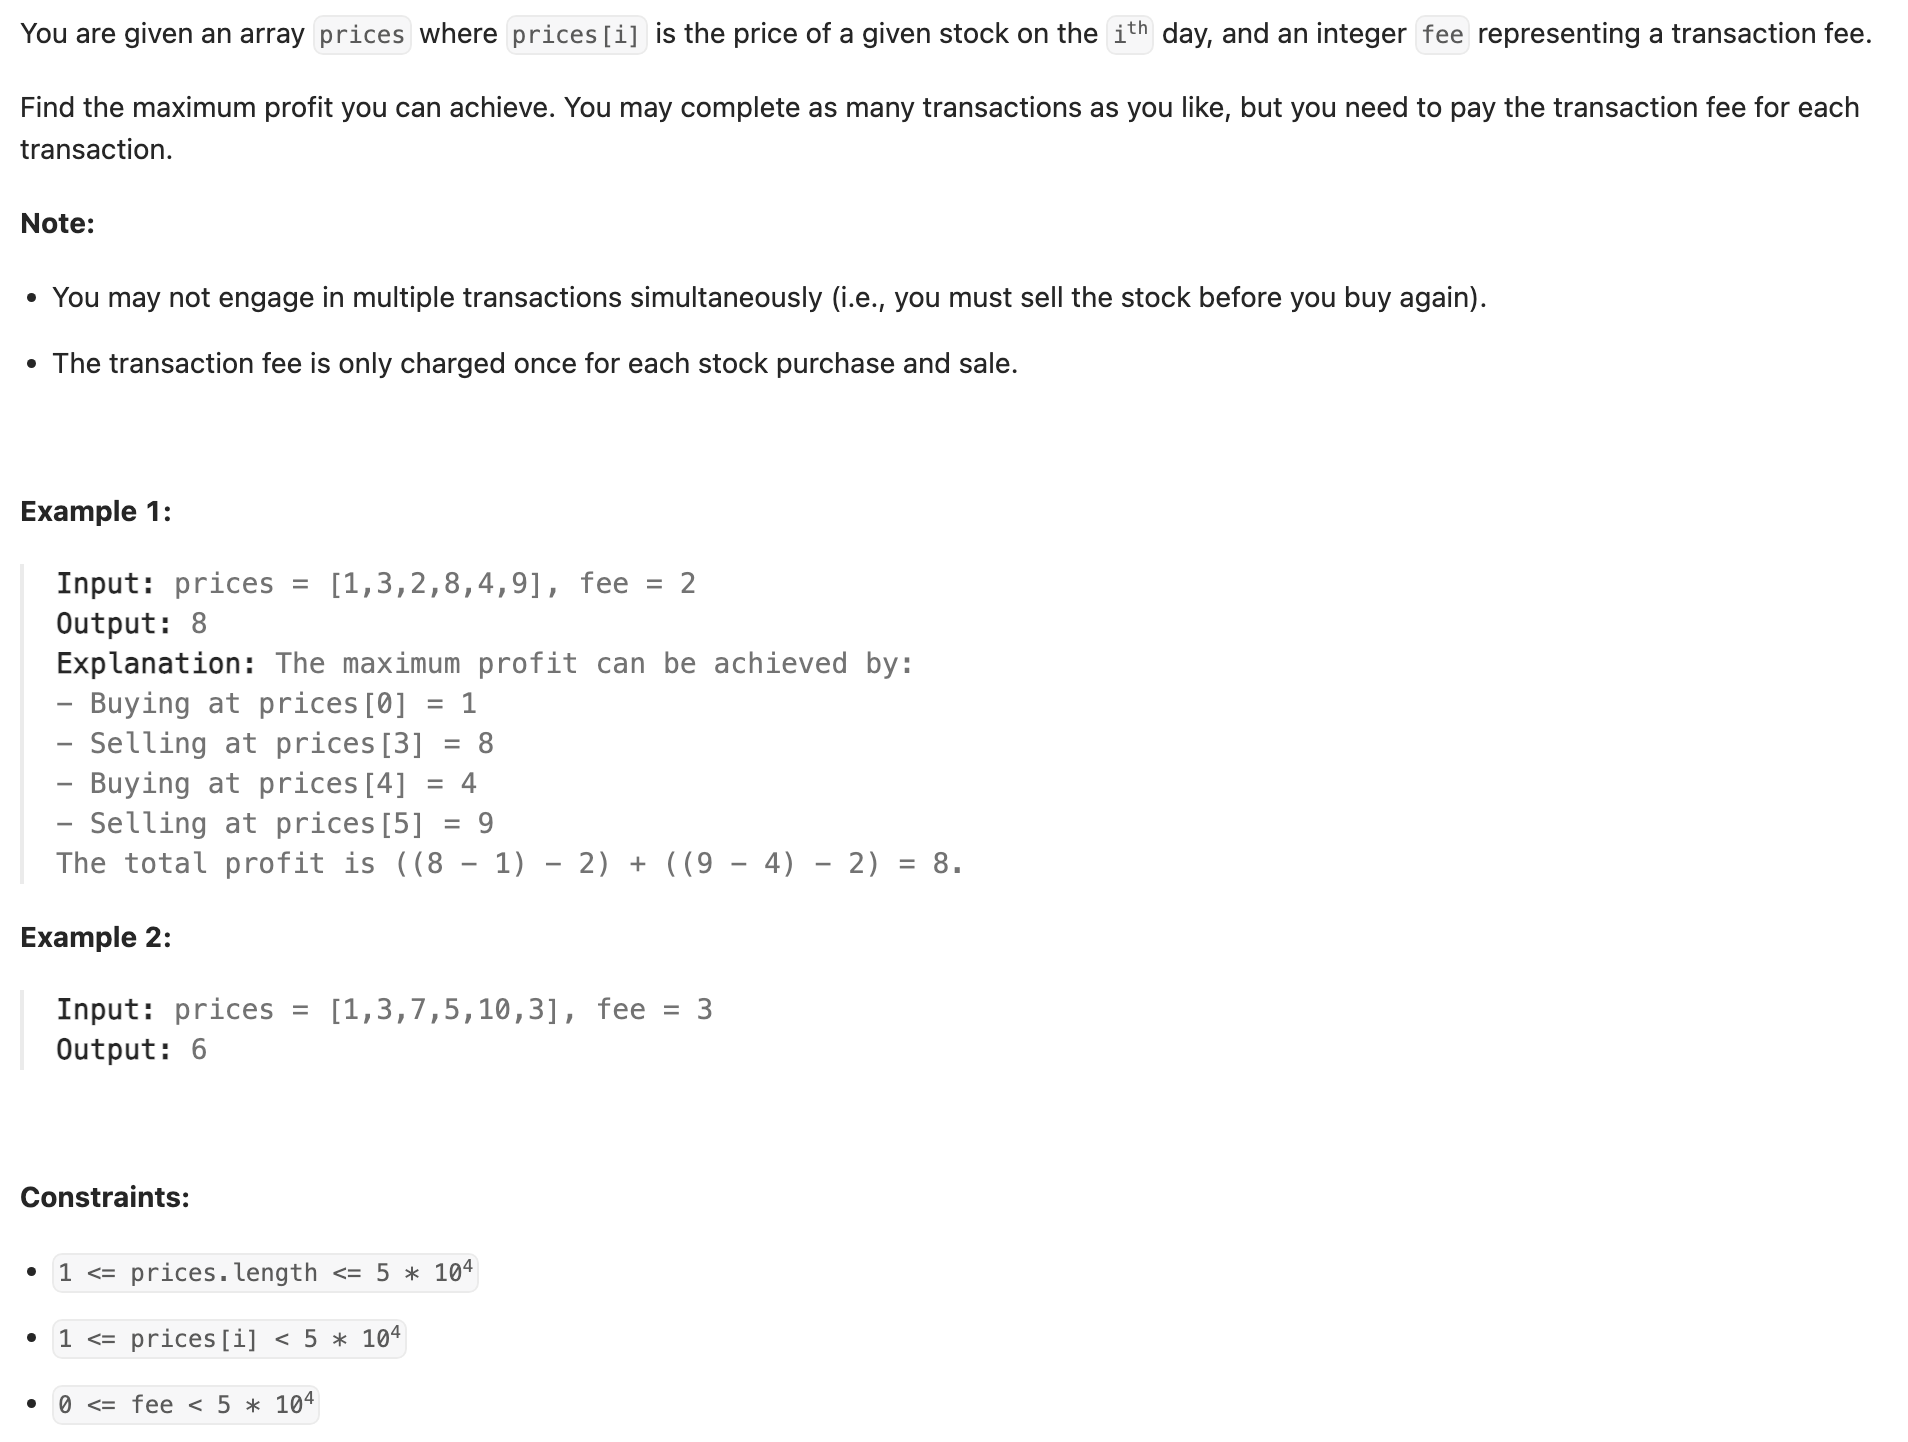 You are given an array prices where prices[i] is the price of a given stock on the iᵗʰ day, and an integer fee representing a transaction fee.
Find the maximum profit you can achieve. You may complete as many transactions as you like, but you need to pay the transaction fee for each
transaction.
Note:
• You may not engage in multiple transactions simultaneously (i.e., you must sell the stock before you buy again).
• The transaction fee is only charged once for each stock purchase and sale.
Example 1:
Input: prices = [1,3,2,8,4,9], fee = 2
Output: 8
Explanation: The maximum profit can be achieved by:
– Buying at prices[0] = 1
– Selling at prices[3] = 8
– Buying at prices[4] = 4
– Selling at prices[5] = 9
The total profit is ((8 – 1) – 2) + ((9 – 4) – 2) = 8.
Example 2:
Input: prices = [1,3,7,5,10,3], fee = 3
Output: 6
Constraints:
• 1 <= prices.length <= 5 * 10⁴
• 1 <= prices[i] < 5 * 10⁴
• 0 <= fee < 5 * 10⁴